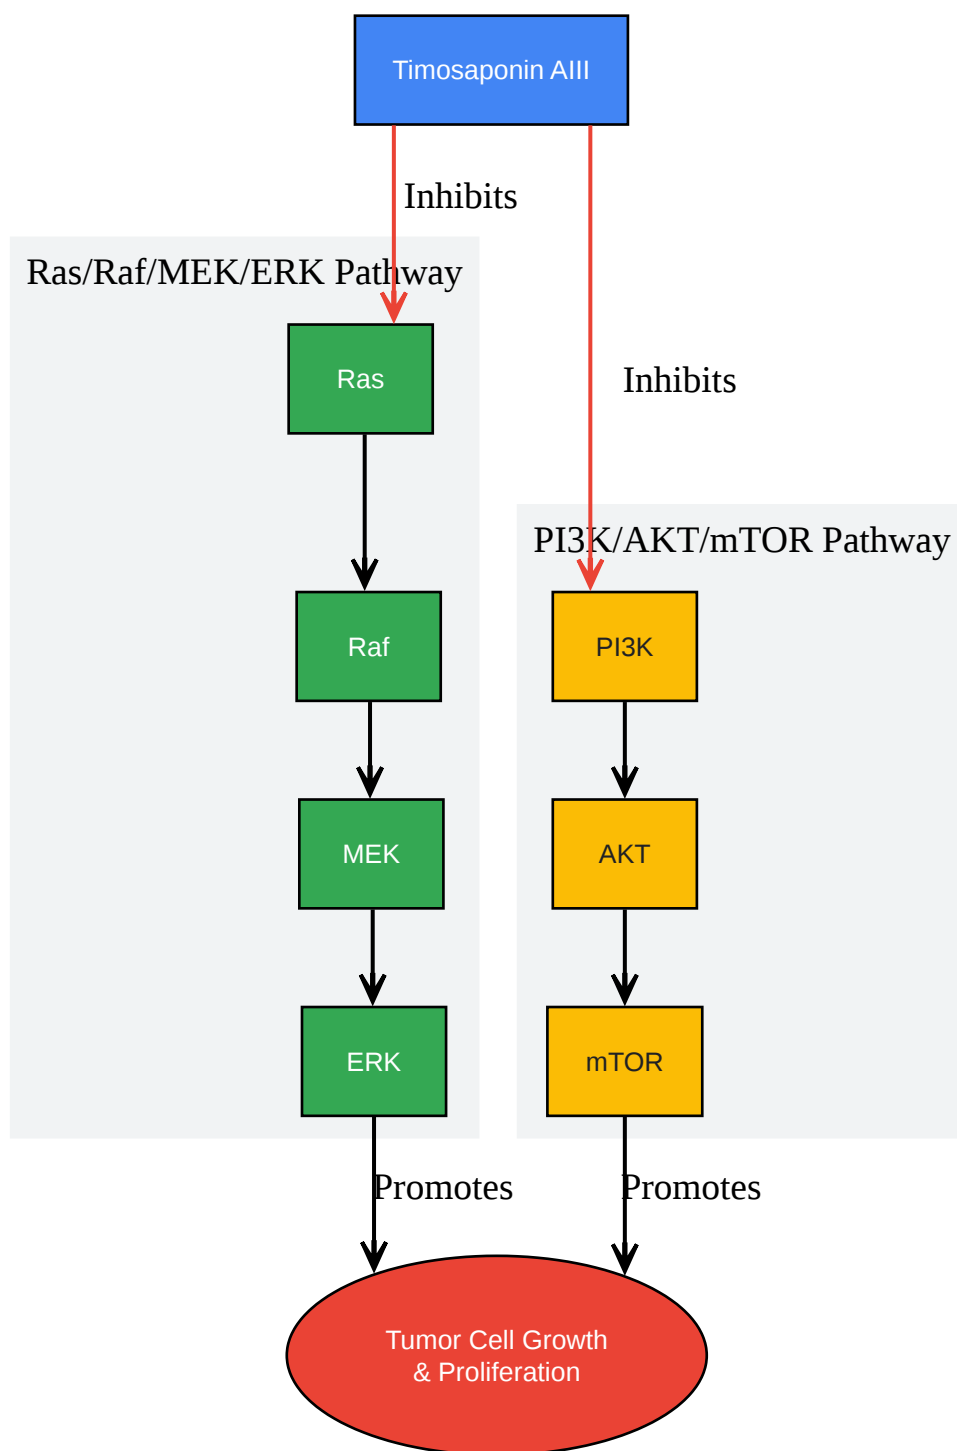 Timosaponin AIII
Inhibits
Ras/Raf/MEK/ERK Pathway
Ras
Inhibits
PI3K/AKT/mTOR Pathway
Raf
PI3K
MEK
AKT
ERK
mTOR
Promotes
Promotes
Tumor Cell Growth
& Proliferation